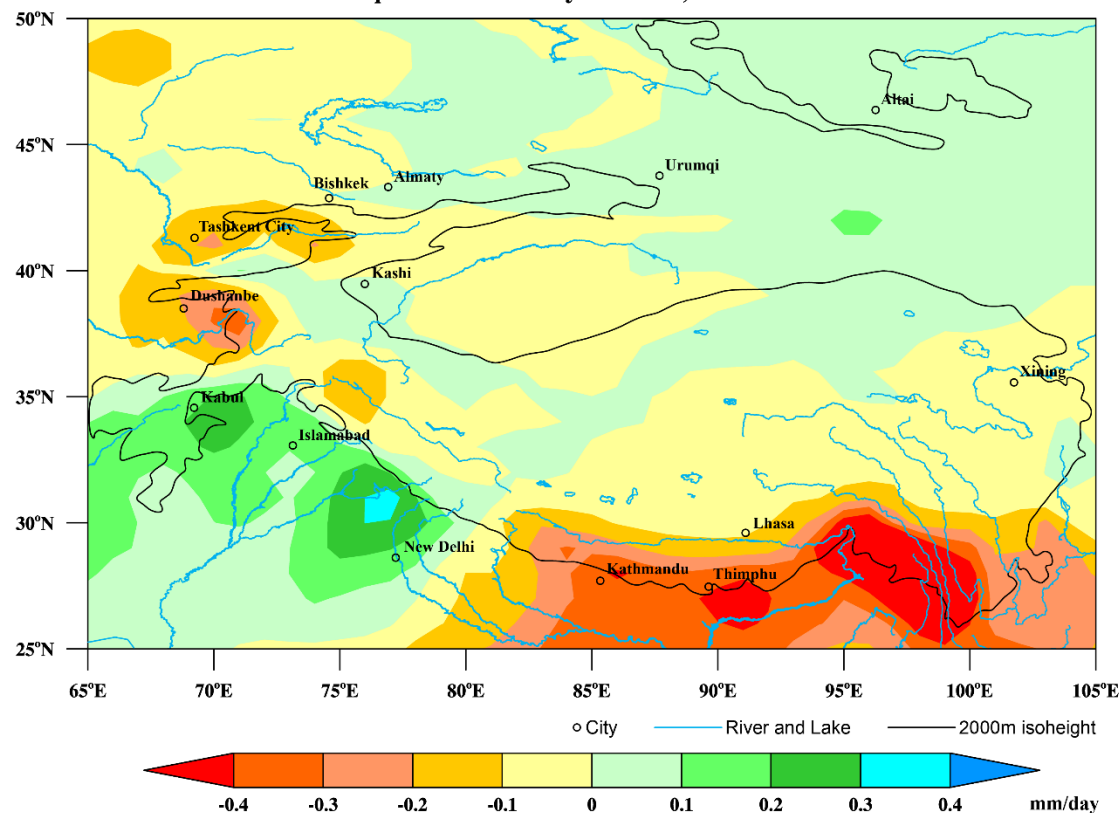 50°N
45°N
40°N
35°N
30°N
25°N
65°E 70°E 75°E 80°E 85°E 90°E 95°E 100°E 105°E
Altai
Urumqi
Almaty
Bishkek
Tashkent City
Kashi
Dushanbe
Xining
Kabul
Islamabad
Lhasa
New Delhi
Kathmandu
Thimphu
City River and Lake 2000m isoheight
-0.4 -0.3 -0.2 -0.1 0 0.1 0.2 0.3 0.4 mm/day